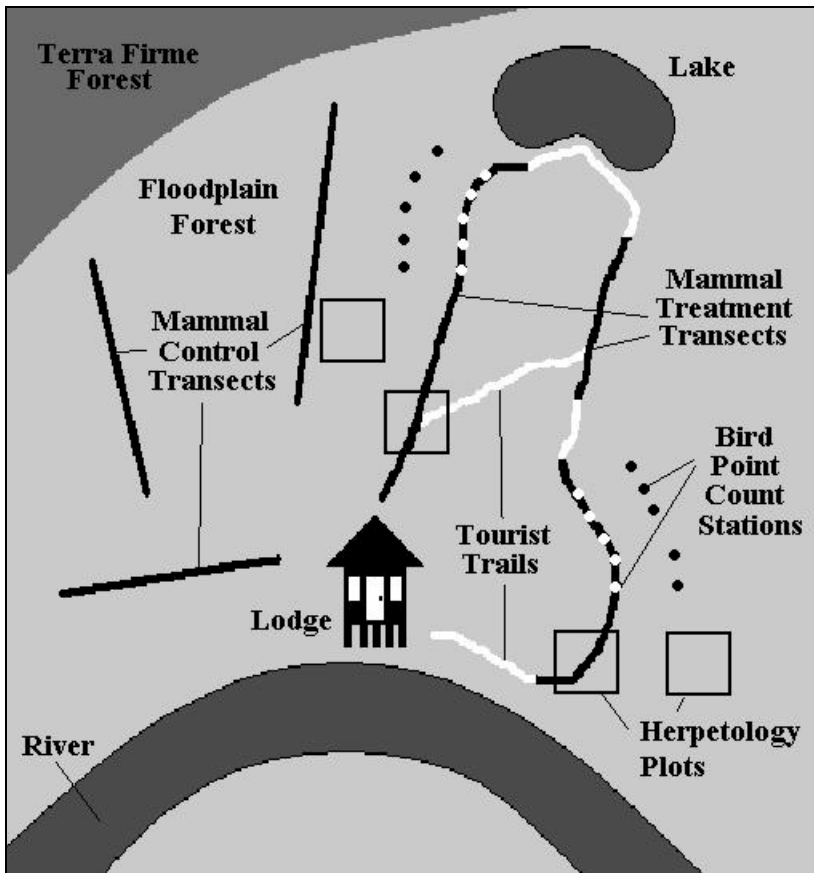 Terra Firme
Forest
Lake
Floodplain
Forest
Mammal
Control
Transects
Mammal
Treatment
Transects
Bird
Point
Count
Stations
Tourist
Trails
Lodge
Herpetology
Plots
River